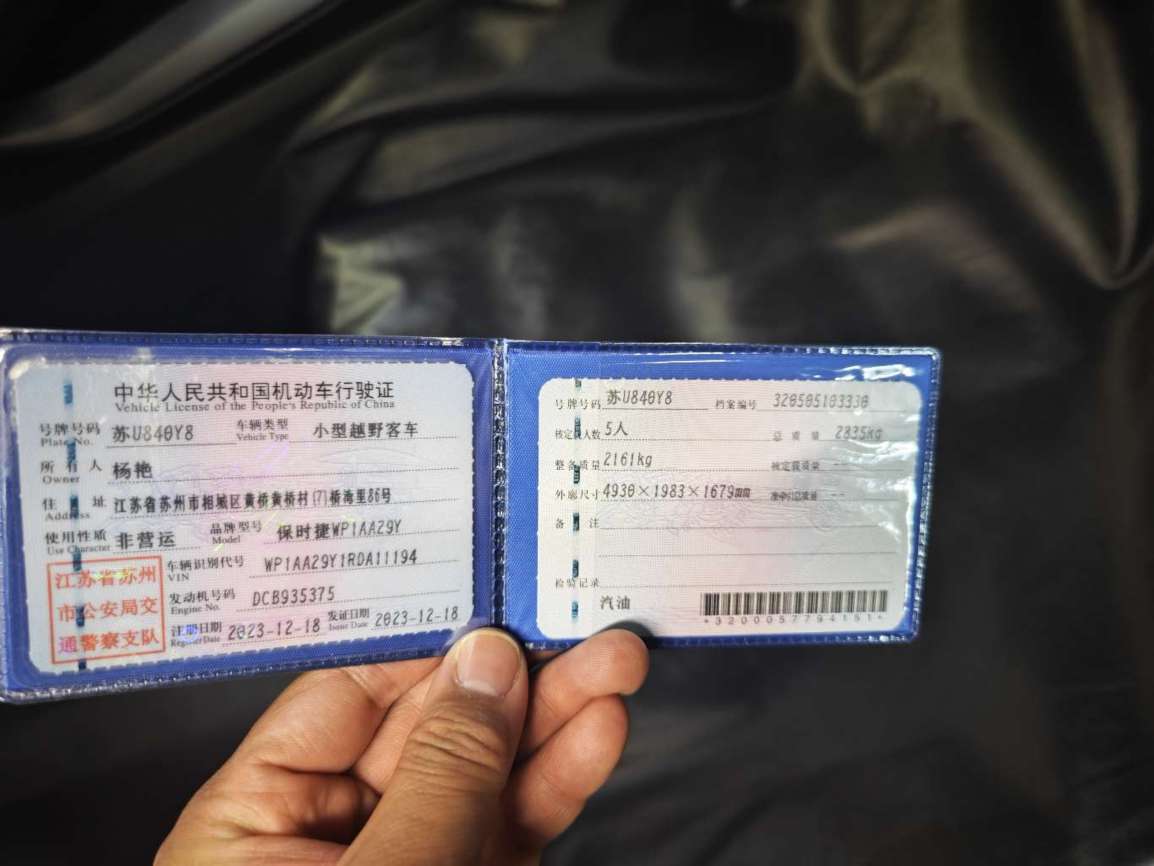 中华人民共和国机动车行驶证
Vehicle License of the People's Republic of China
号牌号码 苏U840Y8 车辆类型 小型越野客车
Plate No. Vehicle Type
所有人 杨艳
Owner
住址 江苏省苏州市相城区黄桥黄桥村(7)桥港里86号
Address
使用性质 非营运 品牌型号 保时捷WP1AA29Y
Use Character Model
车辆识别代号 WP1AA29Y1RDA11194
VIN
发动机号码 DCB935375
Engine No.
注册日期 2023-12-18 发证日期 2023-12-18
Register Date Issue Date
江苏省苏州
市公安局交
通警察支队
号牌号码 苏U840Y8 档案编号 320505103330
核定载人数 5人 总质量 2835kg
整备质量 2161kg 核定载质量 --
外廓尺寸 4930×1983×1679mm 准牵引总质量 --
备注
检验记录
汽油
*3200057794151*